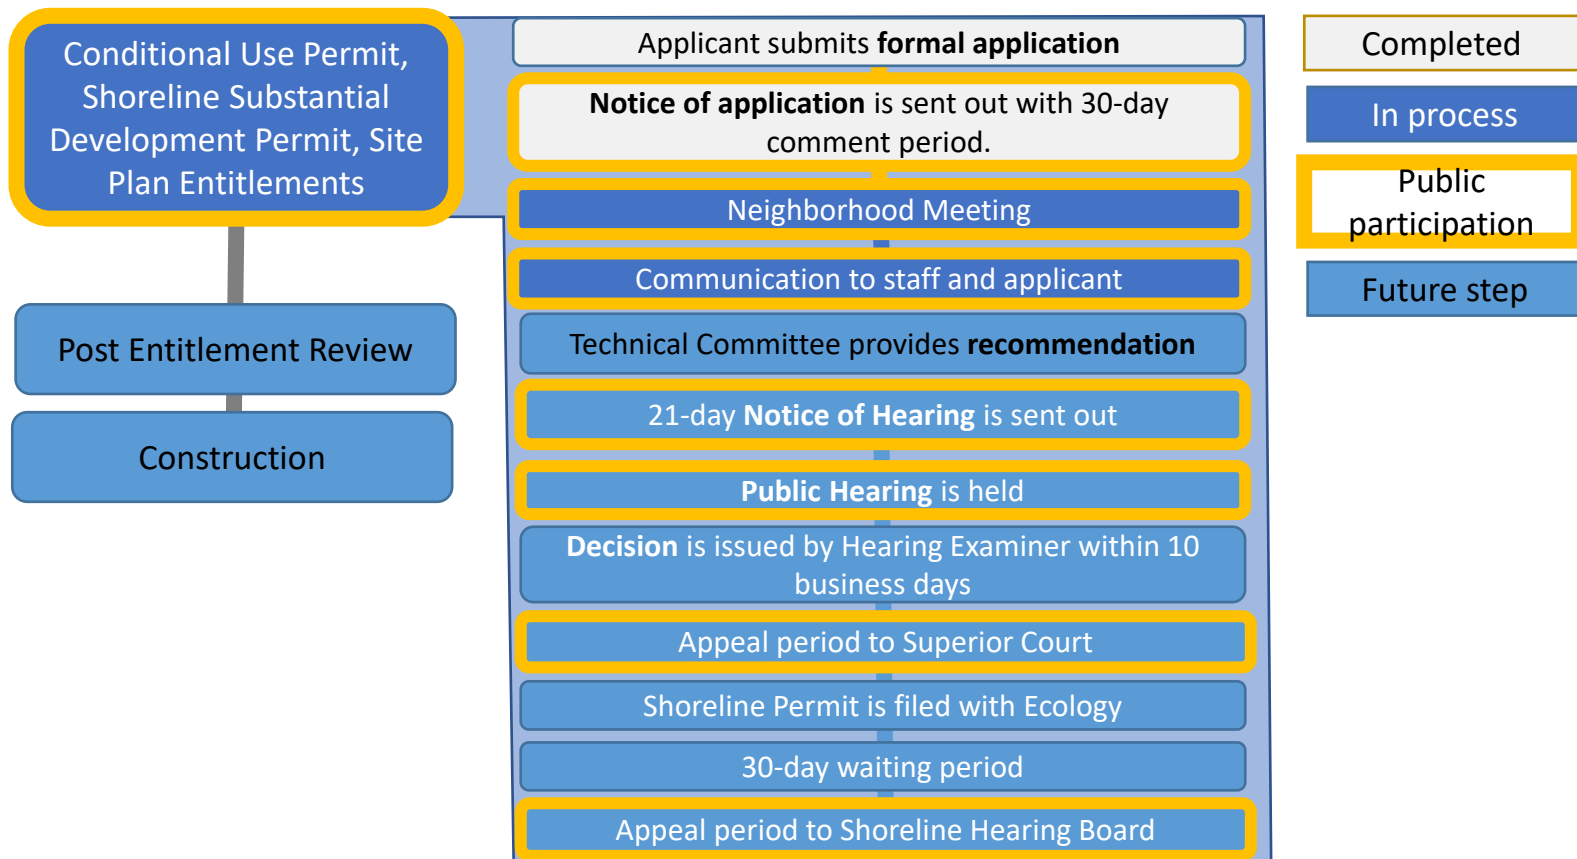 Conditional Use Permit,
Shoreline Substantial
Development Permit, Site
Plan Entitlements
Post Entitlement Review
Construction
Applicant submits formal application
Notice of application is sent out with 30-day
comment period.
Neighborhood Meeting
Communication to staff and applicant
Technical Committee provides recommendation
21-day Notice of Hearing is sent out
Public Hearing is held
Decision is issued by Hearing Examiner within 10
business days
Appeal period to Superior Court
Shoreline Permit is filed with Ecology
30-day waiting period
Appeal period to Shoreline Hearing Board
Completed
In process
Public
participation
Future step